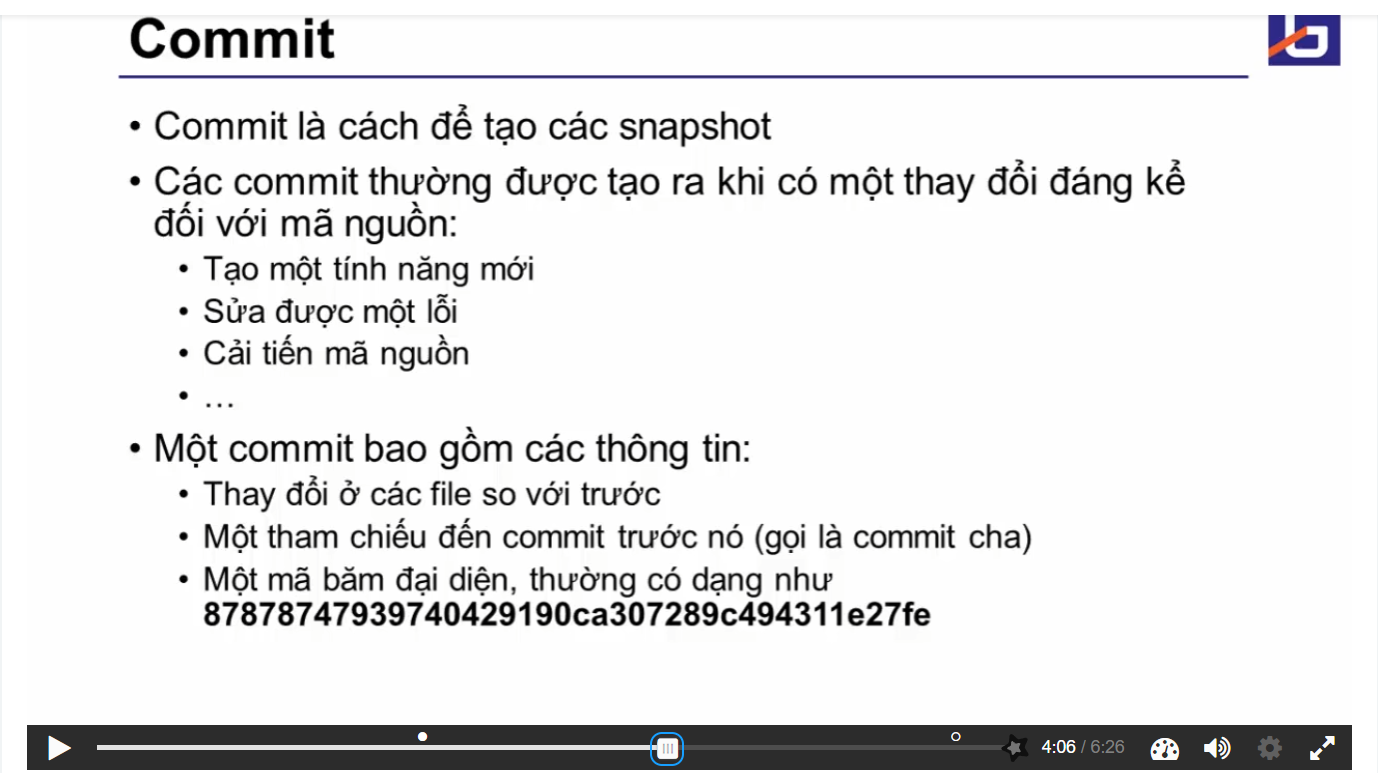 Commit
• Commit là cách để tạo các snapshot
• Các commit thường được tạo ra khi có một thay đổi đáng kể
đối với mã nguồn:
• Tạo một tính năng mới
• Sửa được một lỗi
• Cải tiến mã nguồn
• …
• Một commit bao gồm các thông tin:
• Thay đổi ở các file so với trước
• Một tham chiếu đến commit trước nó (gọi là commit cha)
• Một mã băm đại diện, thường có dạng như
87878747939740429190ca307289c494311e27fe
4:06 / 6:26